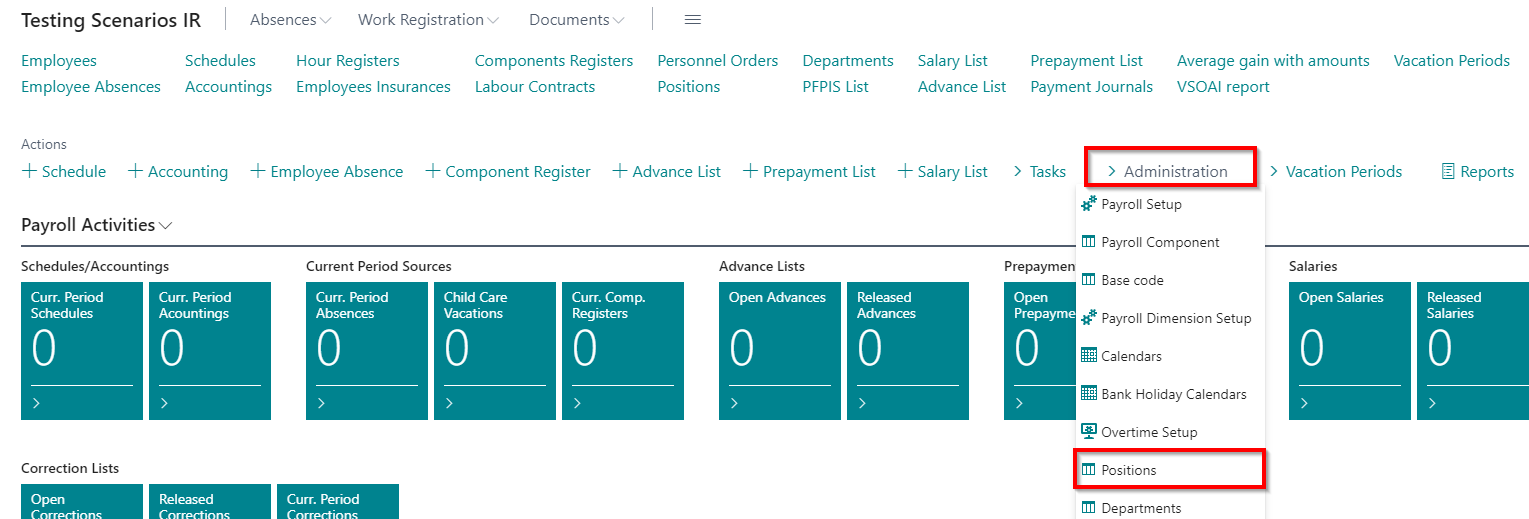 Testing Scenarios IR Absences Work Registration Documents
Employees Schedules Hour Registers Components Registers Personnel Orders Departments Salary List Prepayment List Average gain with amounts Vacation Periods
Employee Absences Accountings Employees Insurances Labour Contracts Positions PFPIS List Advance List Payment Journals VSOAI report
Actions
+ Schedule + Accounting + Employee Absence + Component Register + Advance List + Prepayment List + Salary List > Tasks > Administration > Vacation Periods Reports
Payroll Setup
Payroll Component
Base code
Payroll Dimension Setup
Calendars
Bank Holiday Calendars
Overtime Setup
Positions
Departments
Payroll Activities
Schedules/Accountings
Curr. Period
Schedules
0
Curr. Period
Acountings
0
Current Period Sources
Curr. Period
Absences
0
Child Care
Vacations
0
Curr. Comp.
Registers
0
Advance Lists
Open Advances
0
Released
Advances
0
Prepayment
Open
Prepayme
0
Salaries
Open Salaries
0
Released
Salaries
0
Correction Lists
Open
Corrections
Released
Corrections
Curr. Period
Corrections